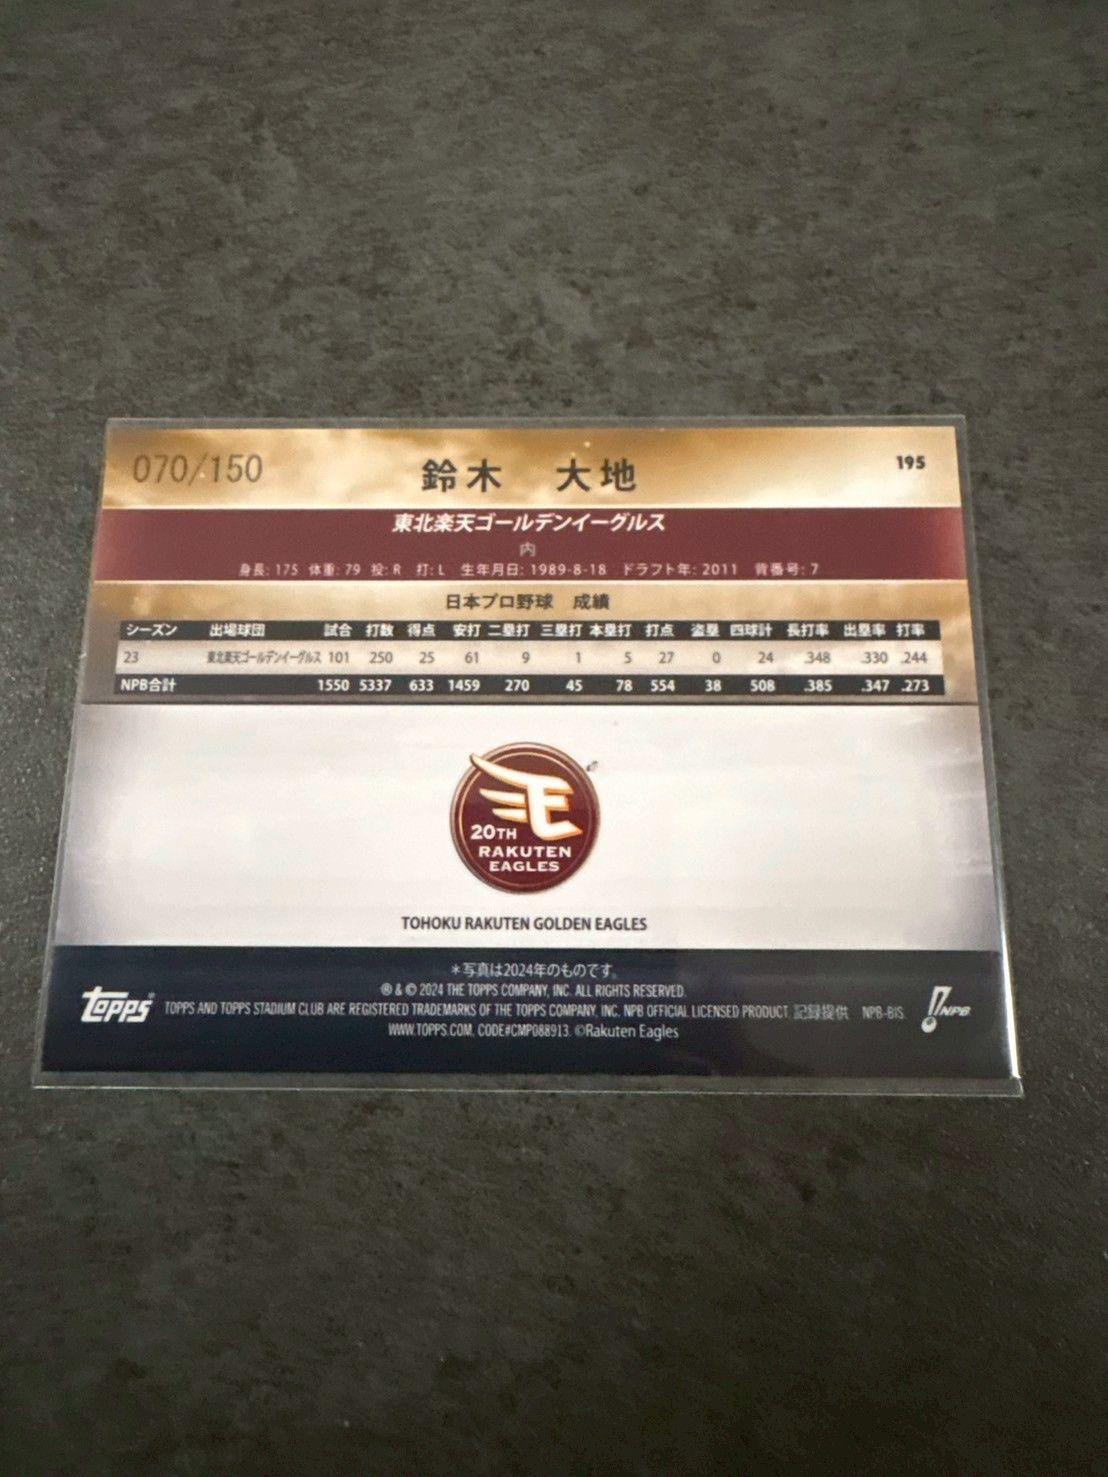 070/150 鈴木 大地 195
東北楽天ゴールデンイーグルス
内
身長: 175 体重: 79 投: R 打: L 生年月日: 1989-8-18 ドラフト年: 2011 背番号: 7
日本プロ野球 成績
シーズン 出場球団 試合 打数 得点 安打 二塁打 三塁打 本塁打 打点 盗塁 四球計 長打率 出塁率 打率
23 東北楽天ゴールデンイーグルス 101 250 25 61 9 1 5 27 0 24 .348 .330 .244
NPB合計 1550 5337 633 1459 270 45 78 554 38 508 .385 .347 .273
20TH
RAKUTEN
EAGLES
TOHOKU RAKUTEN GOLDEN EAGLES
＊写真は2024年のものです。
® & © 2024 THE TOPPS COMPANY, INC. ALL RIGHTS RESERVED.
topps TOPPS AND TOPPS STADIUM CLUB ARE REGISTERED TRADEMARKS OF THE TOPPS COMPANY, INC. NPB OFFICIAL LICENSED PRODUCT. 記録提供 NPB-BIS. NPB
WWW.TOPPS.COM. CODE#CMP088913. ©Rakuten Eagles